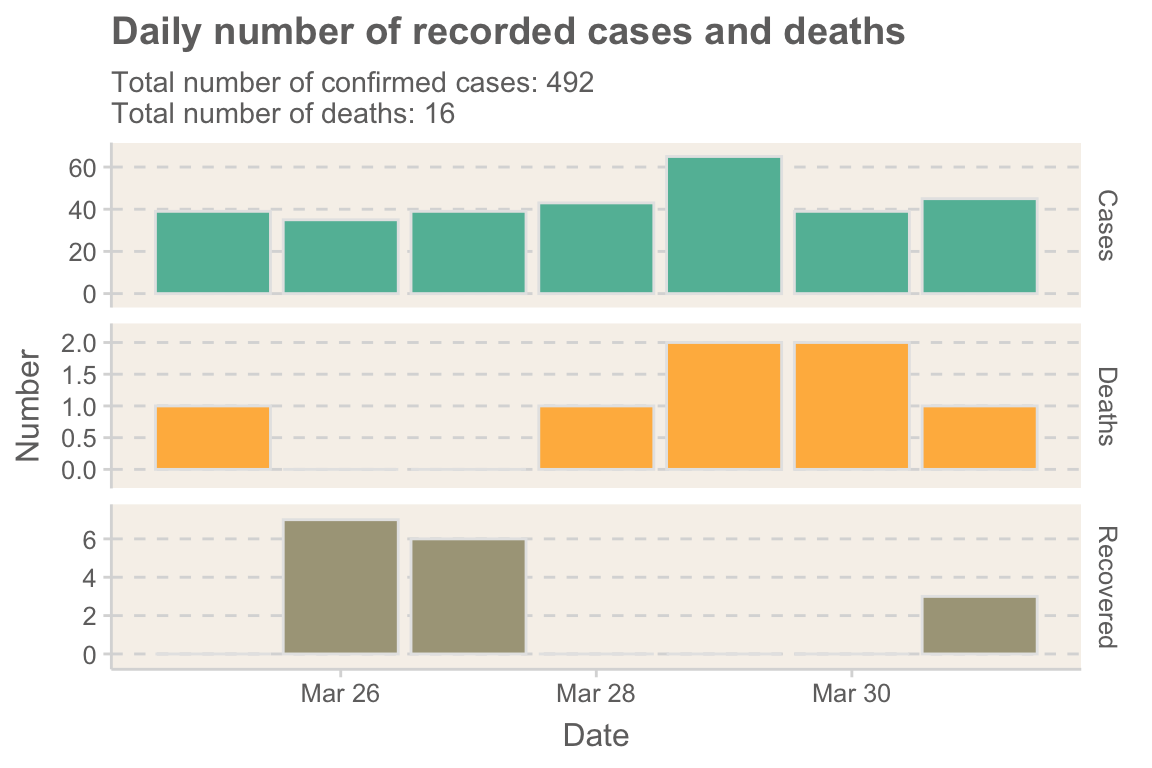 Daily number of recorded cases and deaths
Total number of confirmed cases: 492
Total number of deaths: 16
60
40
20
0
Cases
Number
2.0
1.5
1.0
0.5
0.0
Deaths
6
4
2
0
Recovered
Mar 26 Mar 28 Mar 30
Date